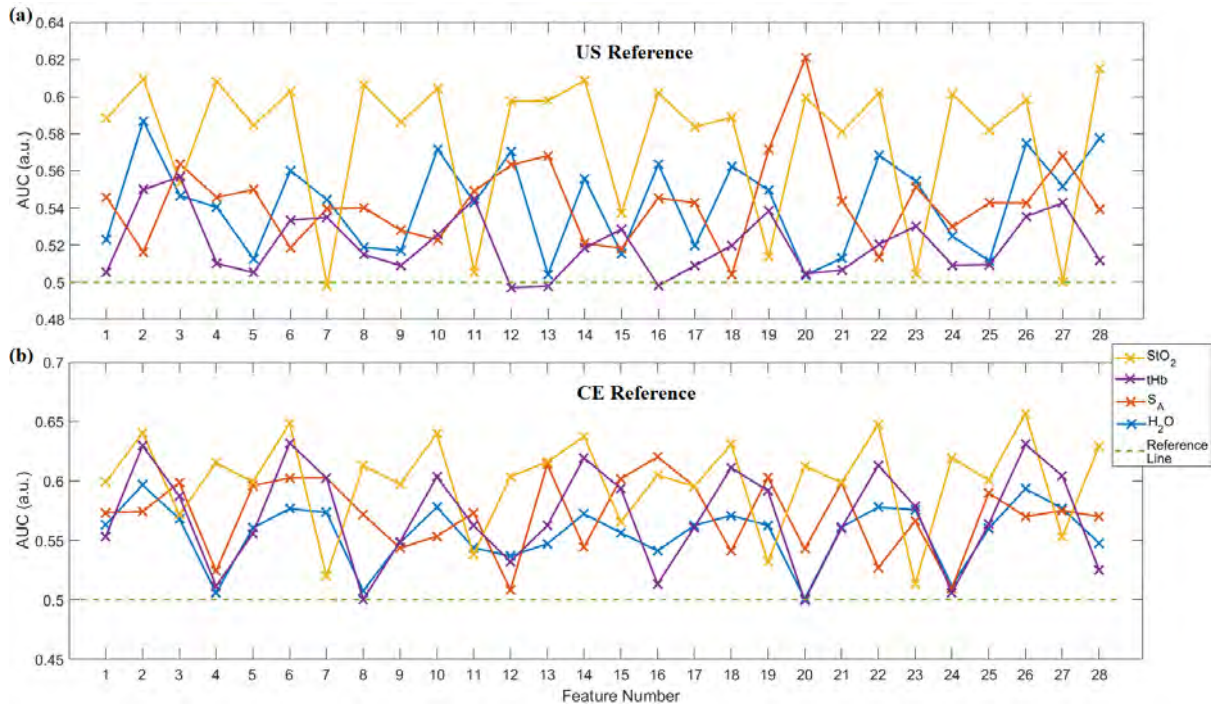 (a)
US Reference
0.64
0.62
0.6
0.58
0.56
0.54
0.52
0.5
0.48
AUC (a.u.)
1 2 3 4 5 6 7 8 9 10 11 12 13 14 15 16 17 18 19 20 21 22 23 24 25 26 27 28
(b)
CE Reference
0.7
0.65
0.6
0.55
0.5
0.45
AUC (a.u.)
1 2 3 4 5 6 7 8 9 10 11 12 13 14 15 16 17 18 19 20 21 22 23 24 25 26 27 28
Feature Number
StO2
tHb
SA
H2O
Reference
Line